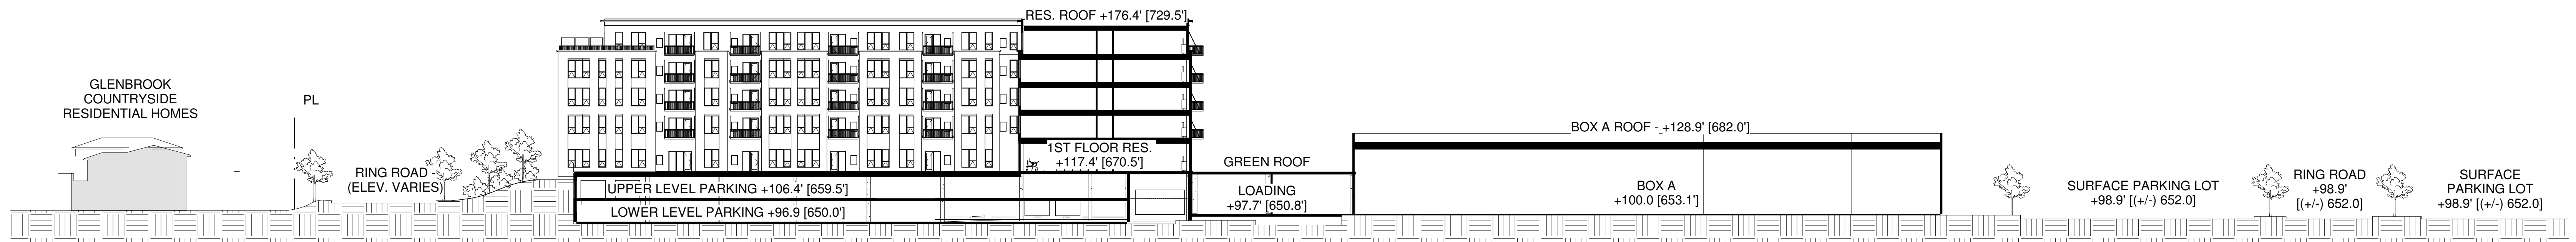 GLENBROOK
COUNTRYSIDE
RESIDENTIAL HOMES
PL
RING ROAD -
(ELEV. VARIES)
RES. ROOF +176.4' [729.5']
1ST FLOOR RES.
+117.4' [670.5']
UPPER LEVEL PARKING +106.4' [659.5']
LOWER LEVEL PARKING +96.9 [650.0']
GREEN ROOF
LOADING
+97.7' [650.8']
BOX A ROOF - +128.9' [682.0']
BOX A
+100.0 [653.1']
SURFACE PARKING LOT
+98.9' [(+/-) 652.0]
RING ROAD
+98.9'
[(+/-) 652.0]
SURFACE
PARKING LOT
+98.9' [(+/-) 652.0]